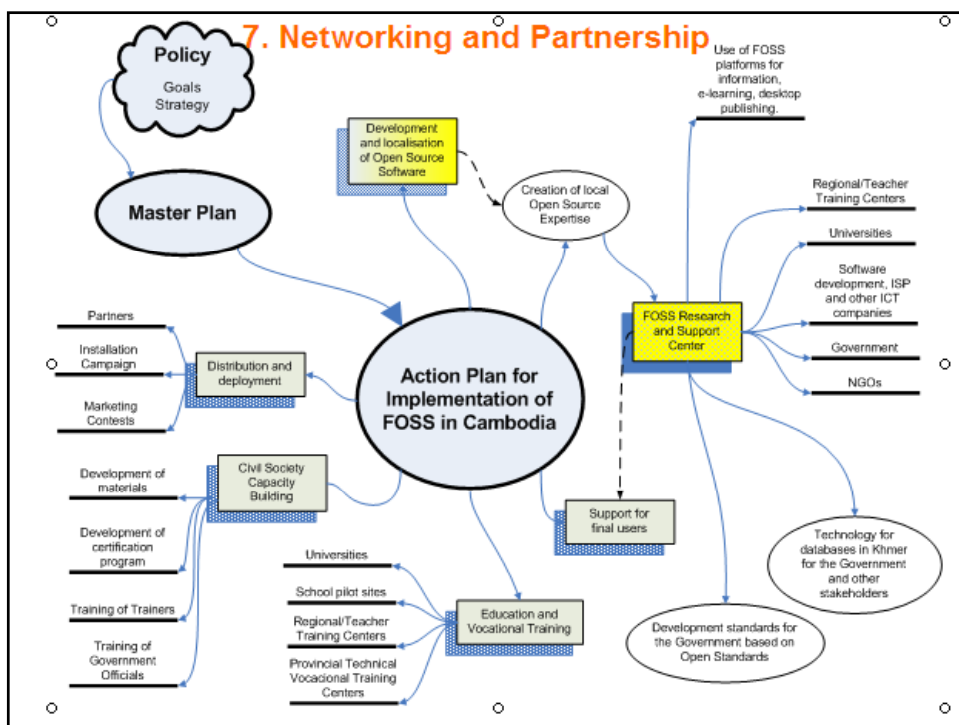 7. Networking and Partnership
Policy
Goals
Strategy
Master Plan
Development
and localisation
of Open Source
Software
Creation of local
Open Source
Expertise
Use of FOSS
platforms for
information,
e-learning, desktop
publishing.
Regional/Teacher
Training Centers
Universities
Software
development, ISP
and other ICT
companies
Government
NGOs
FOSS Research
and Support
Center
Action Plan for
Implementation of
FOSS in Cambodia
Partners
Installation
Campaign
Marketing
Contests
Distribution and
deployment
Civil Society
Capacity
Building
Development of
materials
Development of
certification
program
Training of Trainers
Training of
Government
Officials
Universities
School pilot sites
Regional/Teacher
Training Centers
Provincial Technical
Vocacional Training
Centers
Education and
Vocational Training
Support for
final users
Technology for
databases in Khmer
for the Government
and other
stakeholders
Development standards for
the Government based on
Open Standards